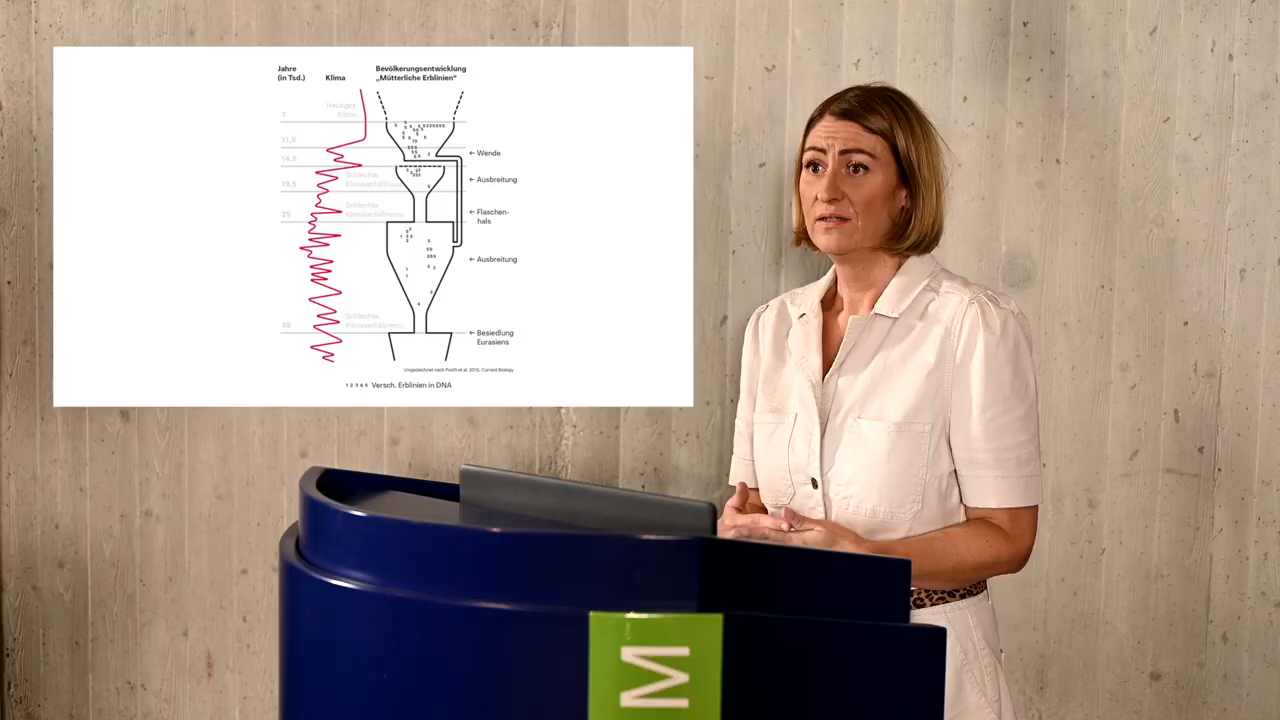 Jahre
(in Tsd.)
Klima
Bevölkerungsentwicklung
„Mütterliche Erblinien“
Heutiges
Klima
7
11,5
← Wende
14,5
Schlechte
Klimaverhältnisse
← Ausbreitung
19,5
Schlechte
Klimaverhältnisse
← Flaschen-
hals
25
← Ausbreitung
Schlechte
Klimaverhältnisse
45
← Besiedlung
Eurasiens
Umgezeichnet nach Posth et al. 2016, Current Biology
1 2 3 4 5 Versch. Erblinien in DNA
M